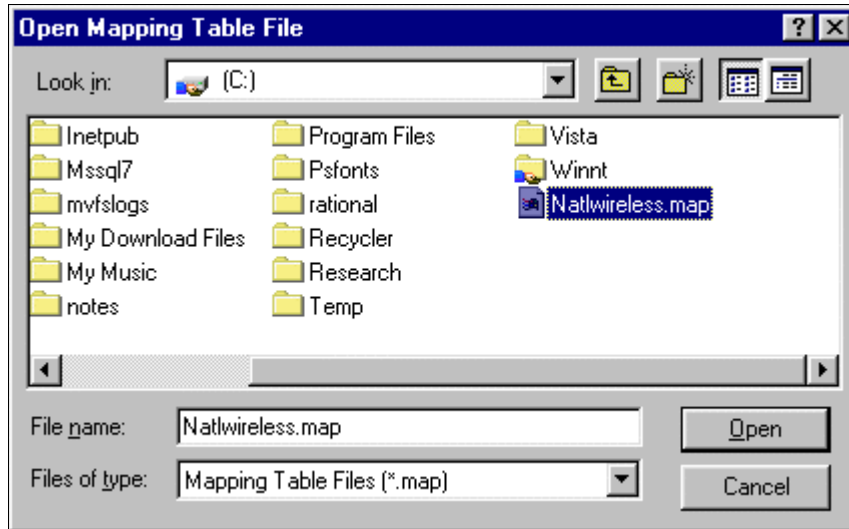 Open Mapping Table File
Look in: (C:)
Inetpub Program Files Vista
Mssql7 Psfonts Winnt
mvfslogs rational Natlwireless.map
My Download Files Recycler
My Music Research
notes Temp
File name: Natlwireless.map Open
Files of type: Mapping Table Files (*.map) Cancel